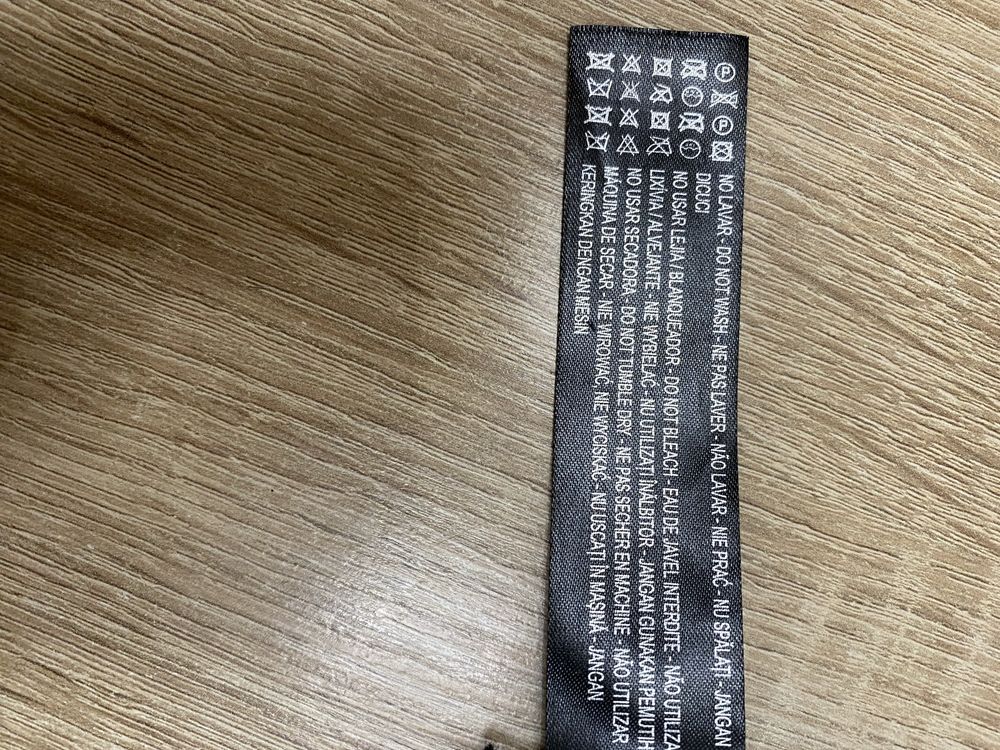 NO LAVAR - DO NOT WASH - NE PAS LAVER - NÃO LAVAR - NIE PRAĆ - NU SPĂLAȚI - JANGAN
DICUCI
NO USAR LEJIA / BLANQUEADOR - DO NOT BLEACH - EAU DE JAVEL INTERDITE - NÃO UTILIZA
LIXÍVIA / ALVEJANTE - NIE WYBIELAĆ - NU UTILIZAȚI ÎNĂLBITOR - JANGAN GUNAKAN PEMUTIH
NO USAR SECADORA - DO NOT TUMBLE DRY - NE PAS SECHER EN MACHINE - NÃO UTILIZAR
MÁQUINA DE SECAR - NIE WIROWAĆ, NIE WYCISKAĆ - NU USCAȚI ÎN MAȘINĂ - JANGAN
KERINGKAN DENGAN MESIN